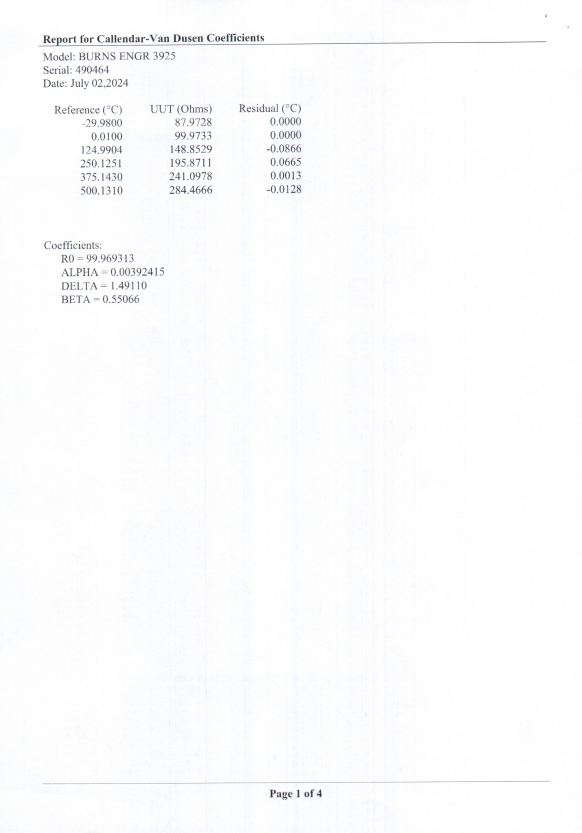 Report for Callendar-Van Dusen Coefficients
Model: BURNS ENGR 3925
Serial: 490464
Date: July 02,2024
Reference (°C) UUT (Ohms) Residual (°C)
-29.9800 87.9728 0.0000
0.0100 99.9733 0.0000
124.9904 148.8529 -0.0866
250.1251 195.8711 0.0665
375.1430 241.0978 0.0013
500.1310 284.4666 -0.0128
Coefficients:
R0 = 99.969313
ALPHA = 0.00392415
DELTA = 1.49110
BETA = 0.55066
Page 1 of 4